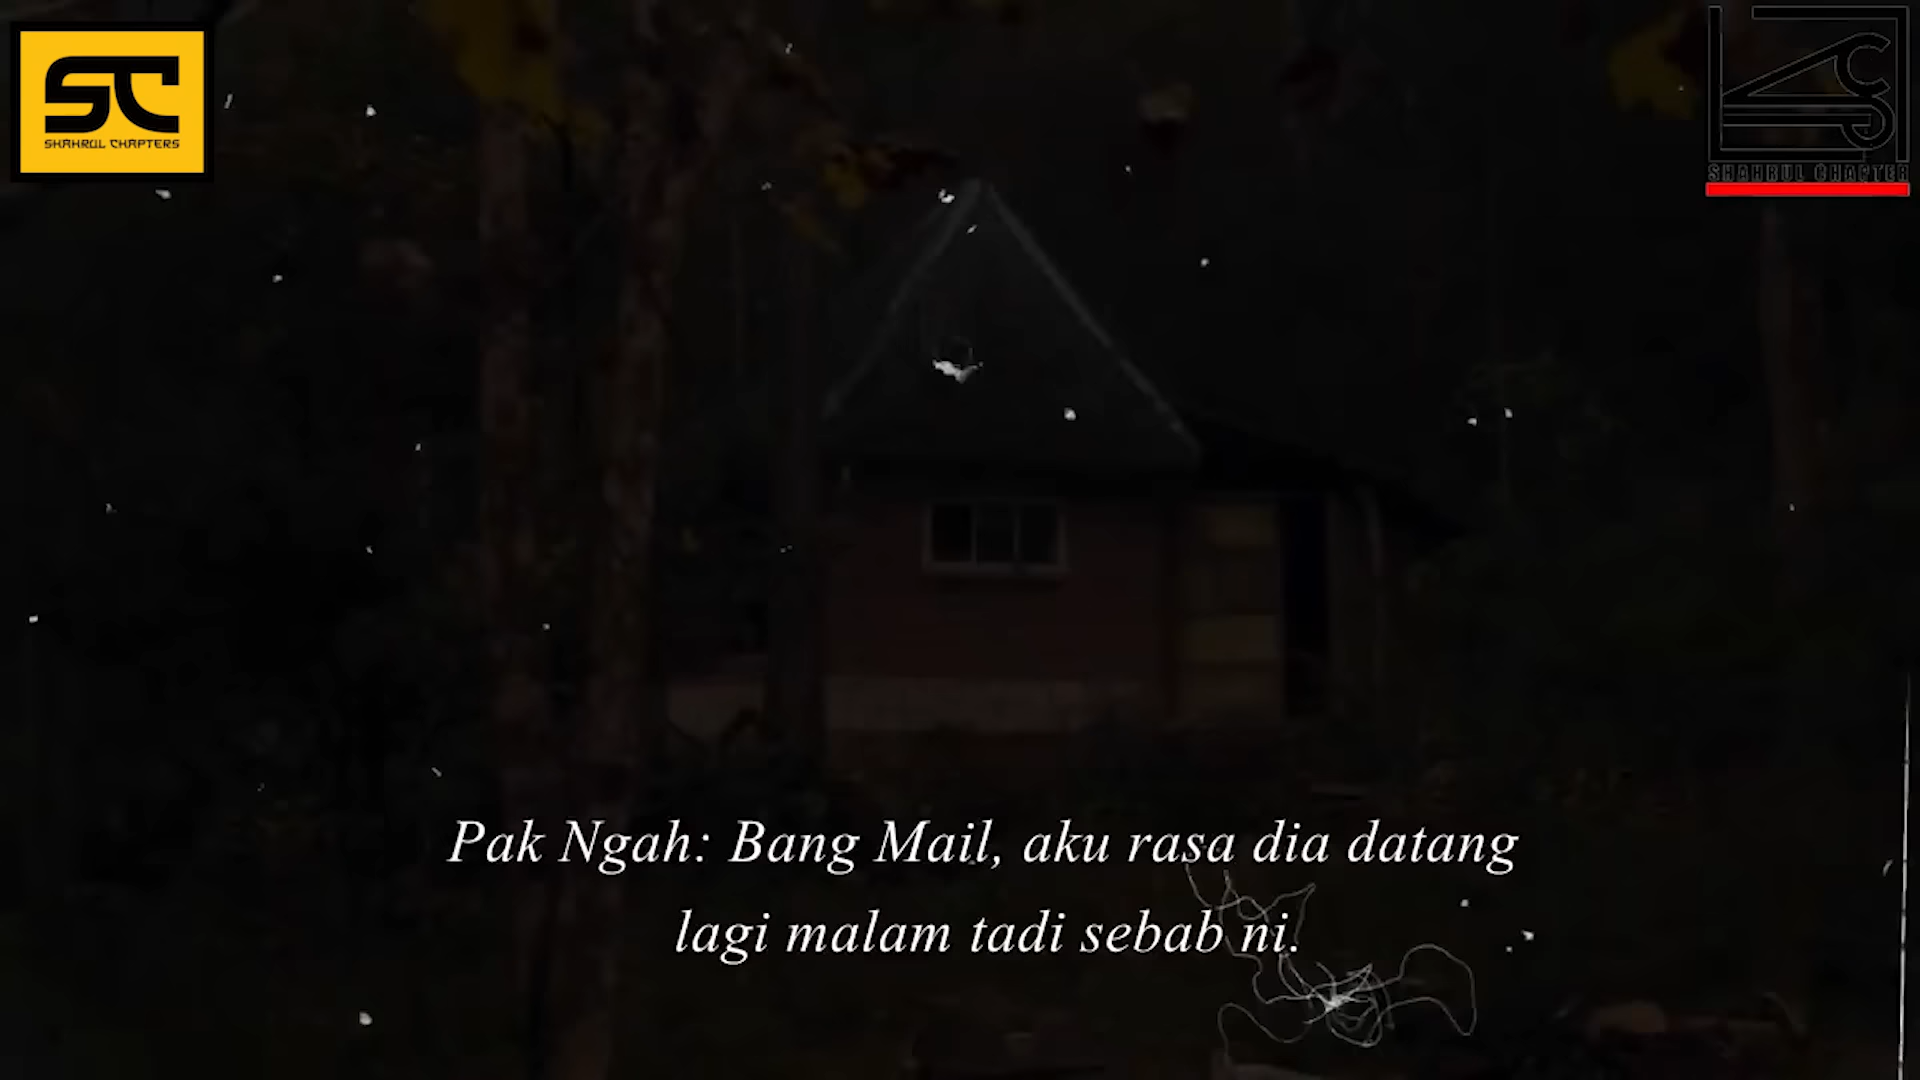 SC
SHAHRUL CHAPTERS
SHAHRUL CHAPTER
Pak Ngah: Bang Mail, aku rasa dia datang
lagi malam tadi sebab ni.